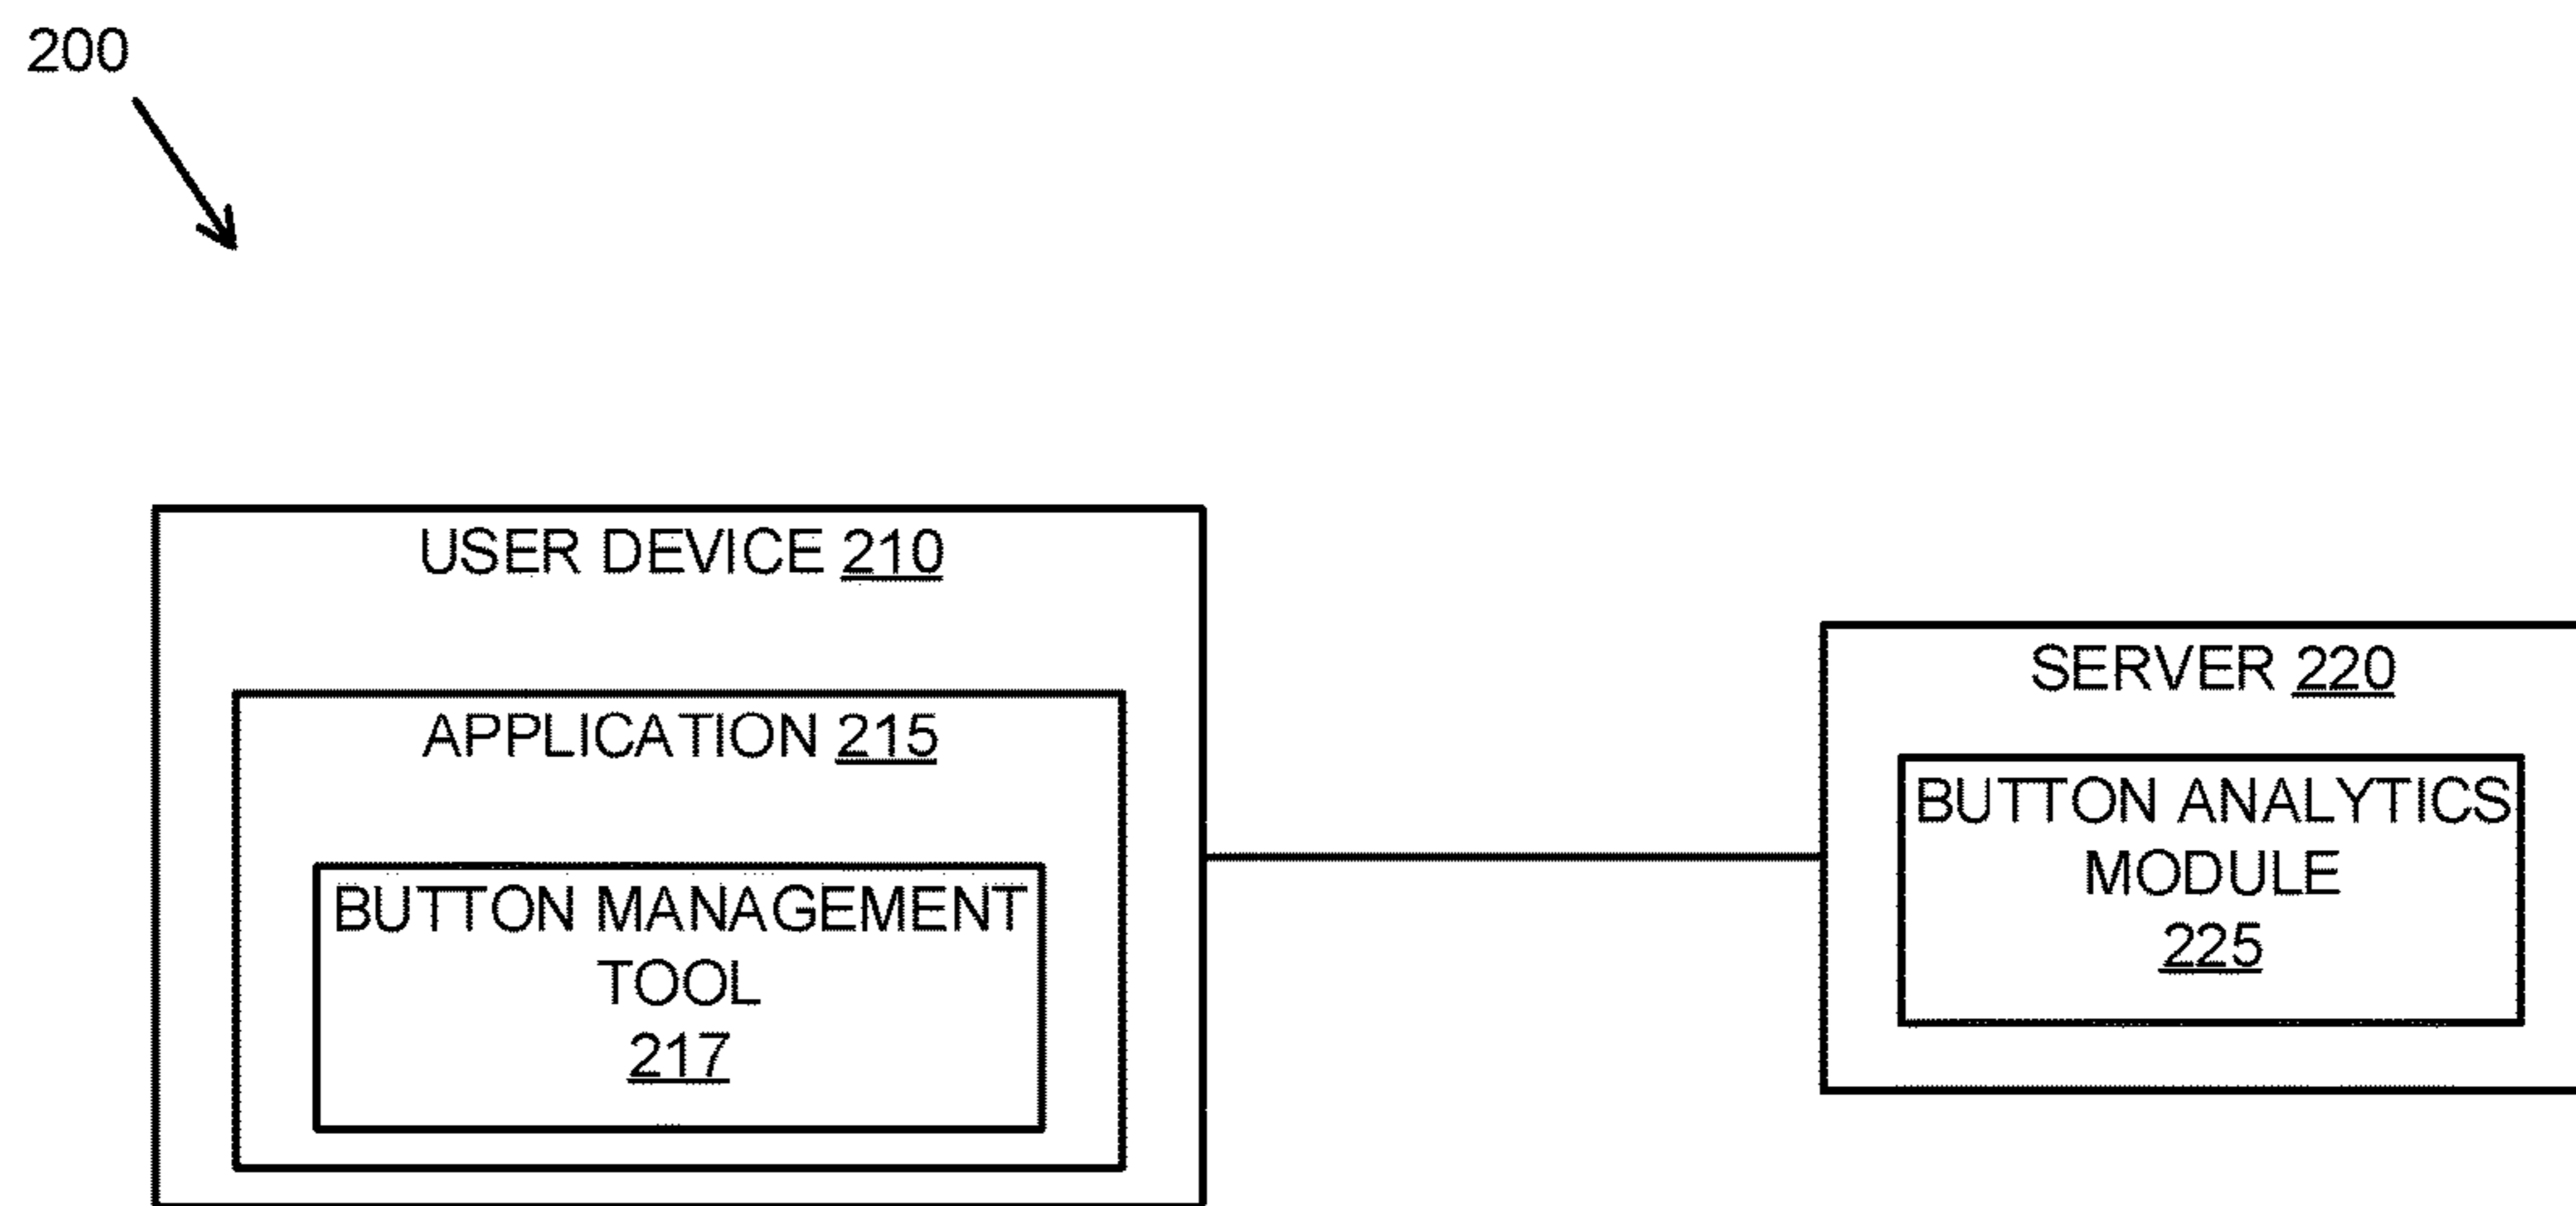 200
USER DEVICE 210
APPLICATION 215
BUTTON MANAGEMENT
TOOL
217
SERVER 220
BUTTON ANALYTICS
MODULE
225